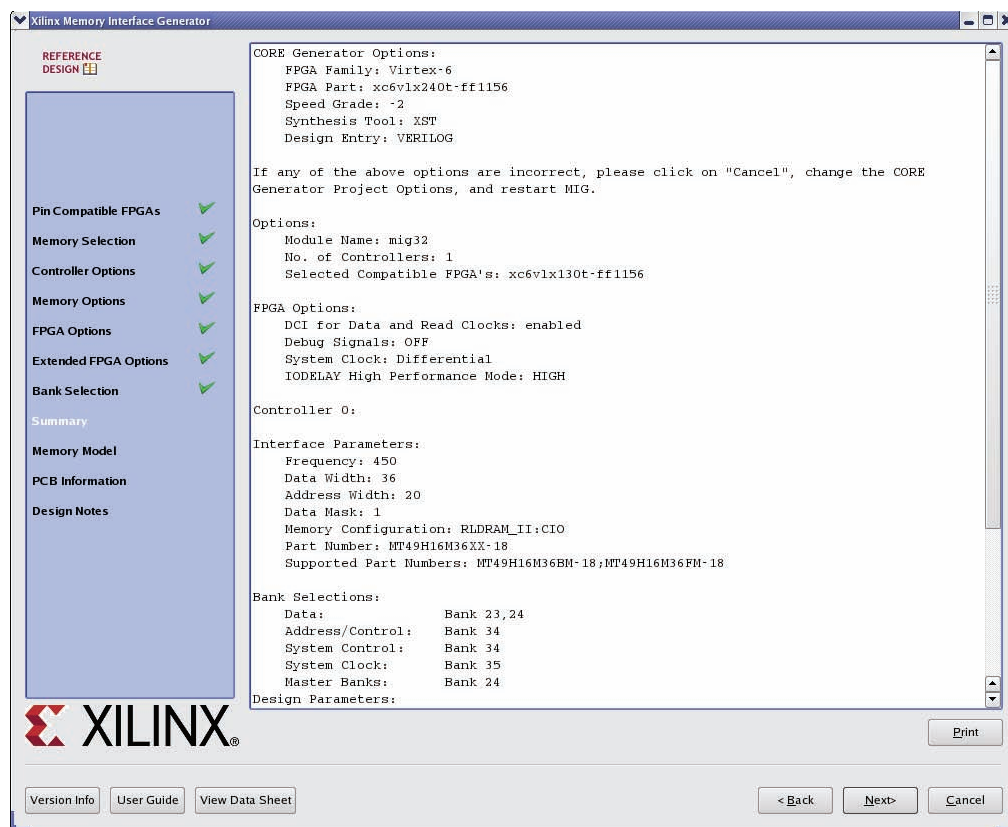 Xilinx Memory Interface Generator
REFERENCE
DESIGN
Pin Compatible FPGAs
Memory Selection
Controller Options
Memory Options
FPGA Options
Extended FPGA Options
Bank Selection
Summary
Memory Model
PCB Information
Design Notes
CORE Generator Options:
FPGA Family: Virtex-6
FPGA Part: xc6vlx240t-ff1156
Speed Grade: -2
Synthesis Tool: XST
Design Entry: VERILOG
If any of the above options are incorrect, please click on "Cancel", change the CORE
Generator Project Options, and restart MIG.
Options:
Module Name: mig32
No. of Controllers: 1
Selected Compatible FPGA's: xc6vlx130t-ff1156
FPGA Options:
DCI for Data and Read Clocks: enabled
Debug Signals: OFF
System Clock: Differential
IODELAY High Performance Mode: HIGH
Controller 0:
Interface Parameters:
Frequency: 450
Data Width: 36
Address Width: 20
Data Mask: 1
Memory Configuration: RLDRAM_II:CIO
Part Number: MT49H16M36XX-18
Supported Part Numbers: MT49H16M36BM-18;MT49H16M36FM-18
Bank Selections:
Data: Bank 23,24
Address/Control: Bank 34
System Control: Bank 34
System Clock: Bank 35
Master Banks: Bank 24
Design Parameters:
XILINX®
Print
Version Info User Guide View Data Sheet < Back Next> Cancel